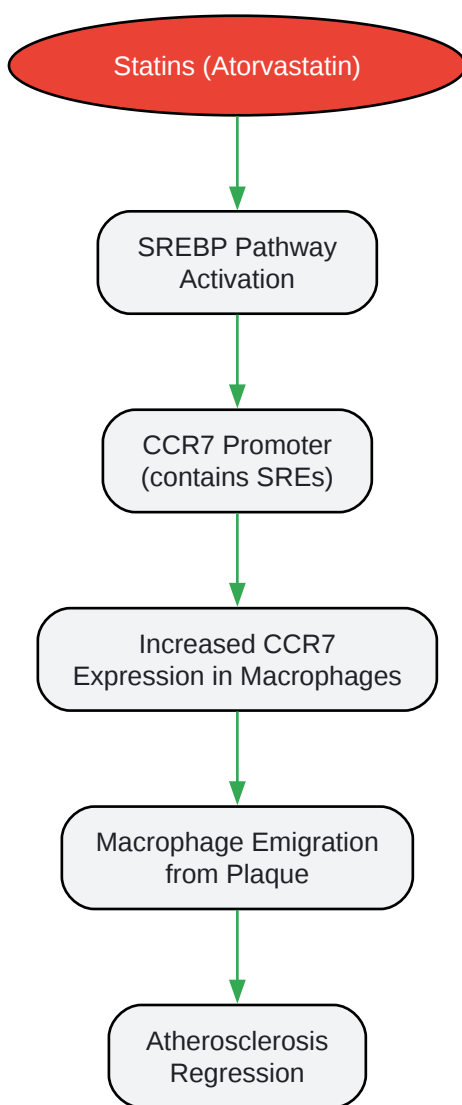 Statins (Atorvastatin)
SREBP Pathway
Activation
CCR7 Promoter
(contains SREs)
Increased CCR7
Expression in Macrophages
Macrophage Emigration
from Plaque
Atherosclerosis
Regression